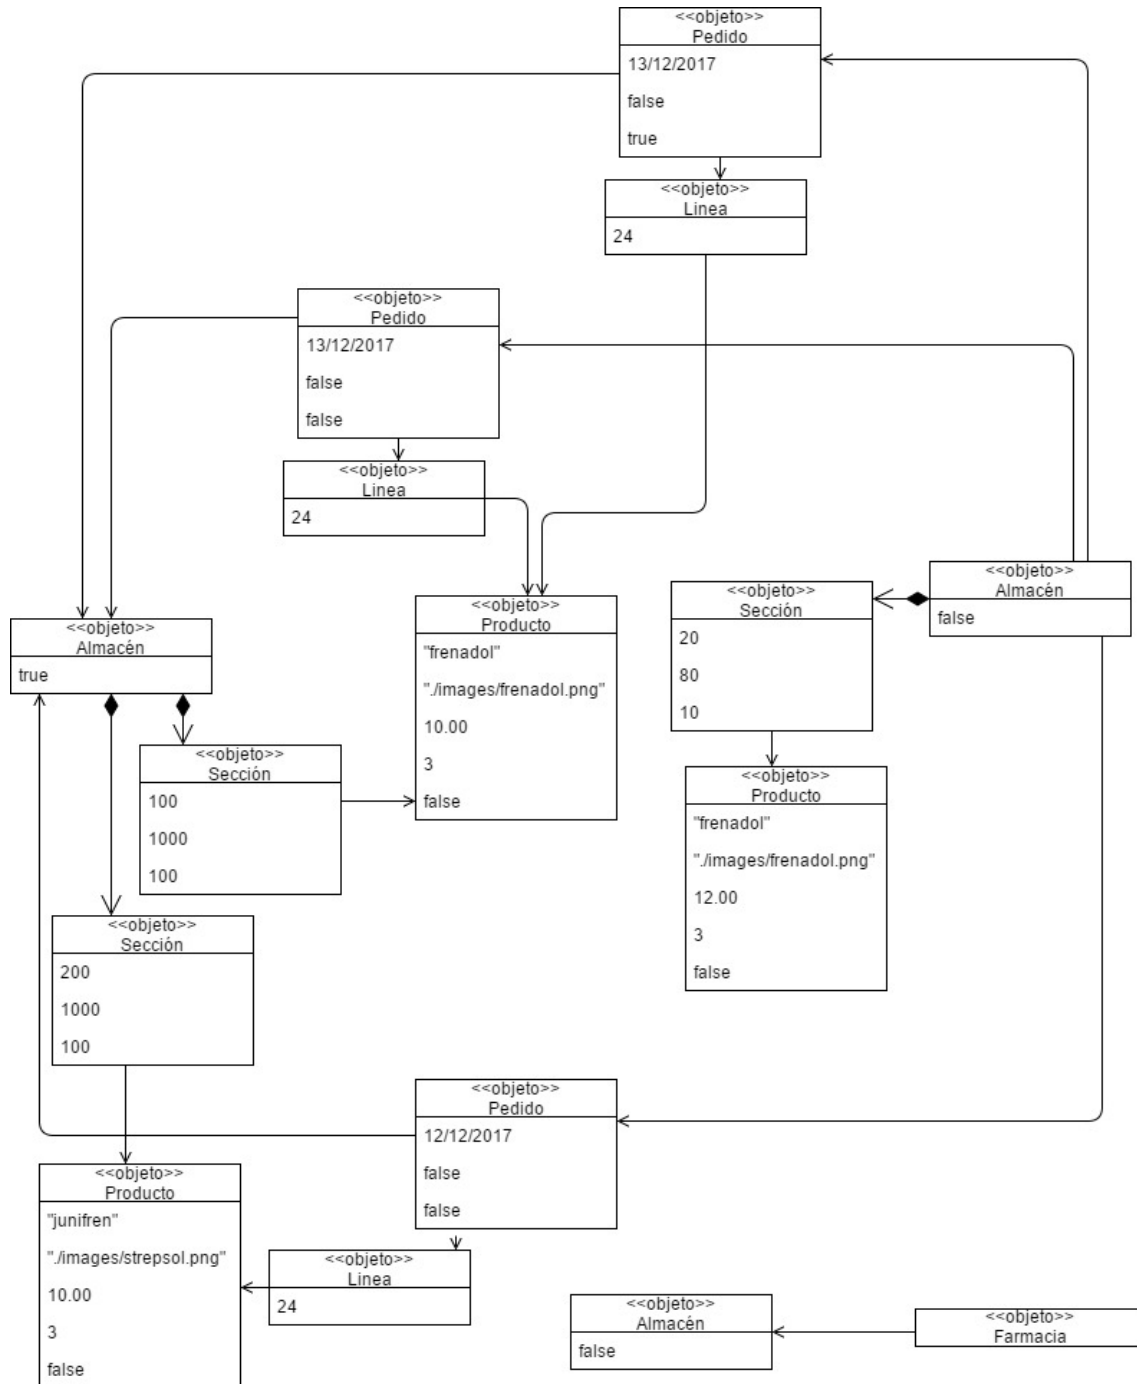 <<objeto>>
Pedido
13/12/2017
false
true
<<objeto>>
Linea
24
<<objeto>>
Pedido
13/12/2017
false
false
<<objeto>>
Linea
24
<<objeto>>
Almacén
false
<<objeto>>
Sección
20
80
10
<<objeto>>
Producto
"frenadol"
"./images/frenadol.png"
10.00
3
false
<<objeto>>
Almacén
true
<<objeto>>
Sección
100
1000
100
<<objeto>>
Producto
"frenadol"
"./images/frenadol.png"
12.00
3
false
<<objeto>>
Sección
200
1000
100
<<objeto>>
Pedido
12/12/2017
false
false
<<objeto>>
Producto
"junifren"
"./images/strepsol.png"
10.00
3
false
<<objeto>>
Linea
24
<<objeto>>
Almacén
false
<<objeto>>
Farmacia